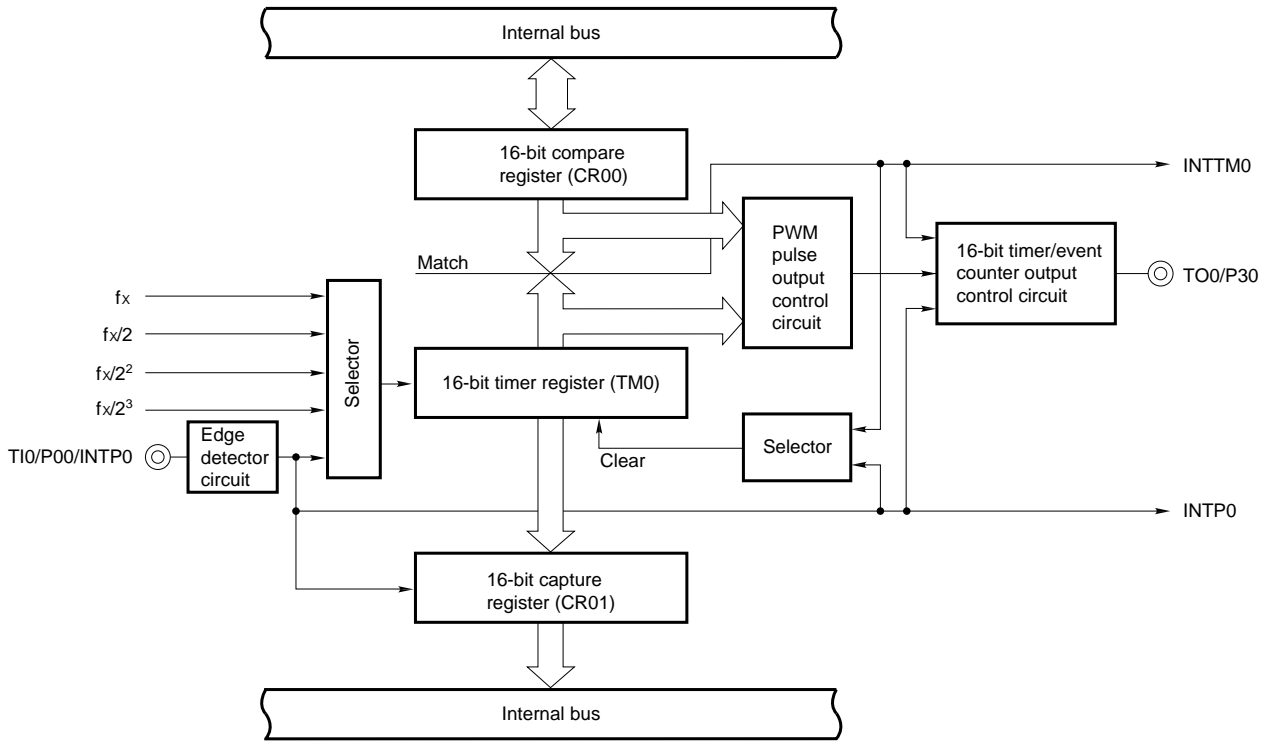 Internal bus
16-bit compare
register (CR00)
INTTM0
PWM
pulse
output
control
circuit
16-bit timer/event
counter output
control circuit
TO0/P30
Match
fX
fX/2
fX/2²
fX/2³
Selector
16-bit timer register (TM0)
TI0/P00/INTP0
Edge
detector
circuit
Clear
Selector
INTP0
16-bit capture
register (CR01)
Internal bus